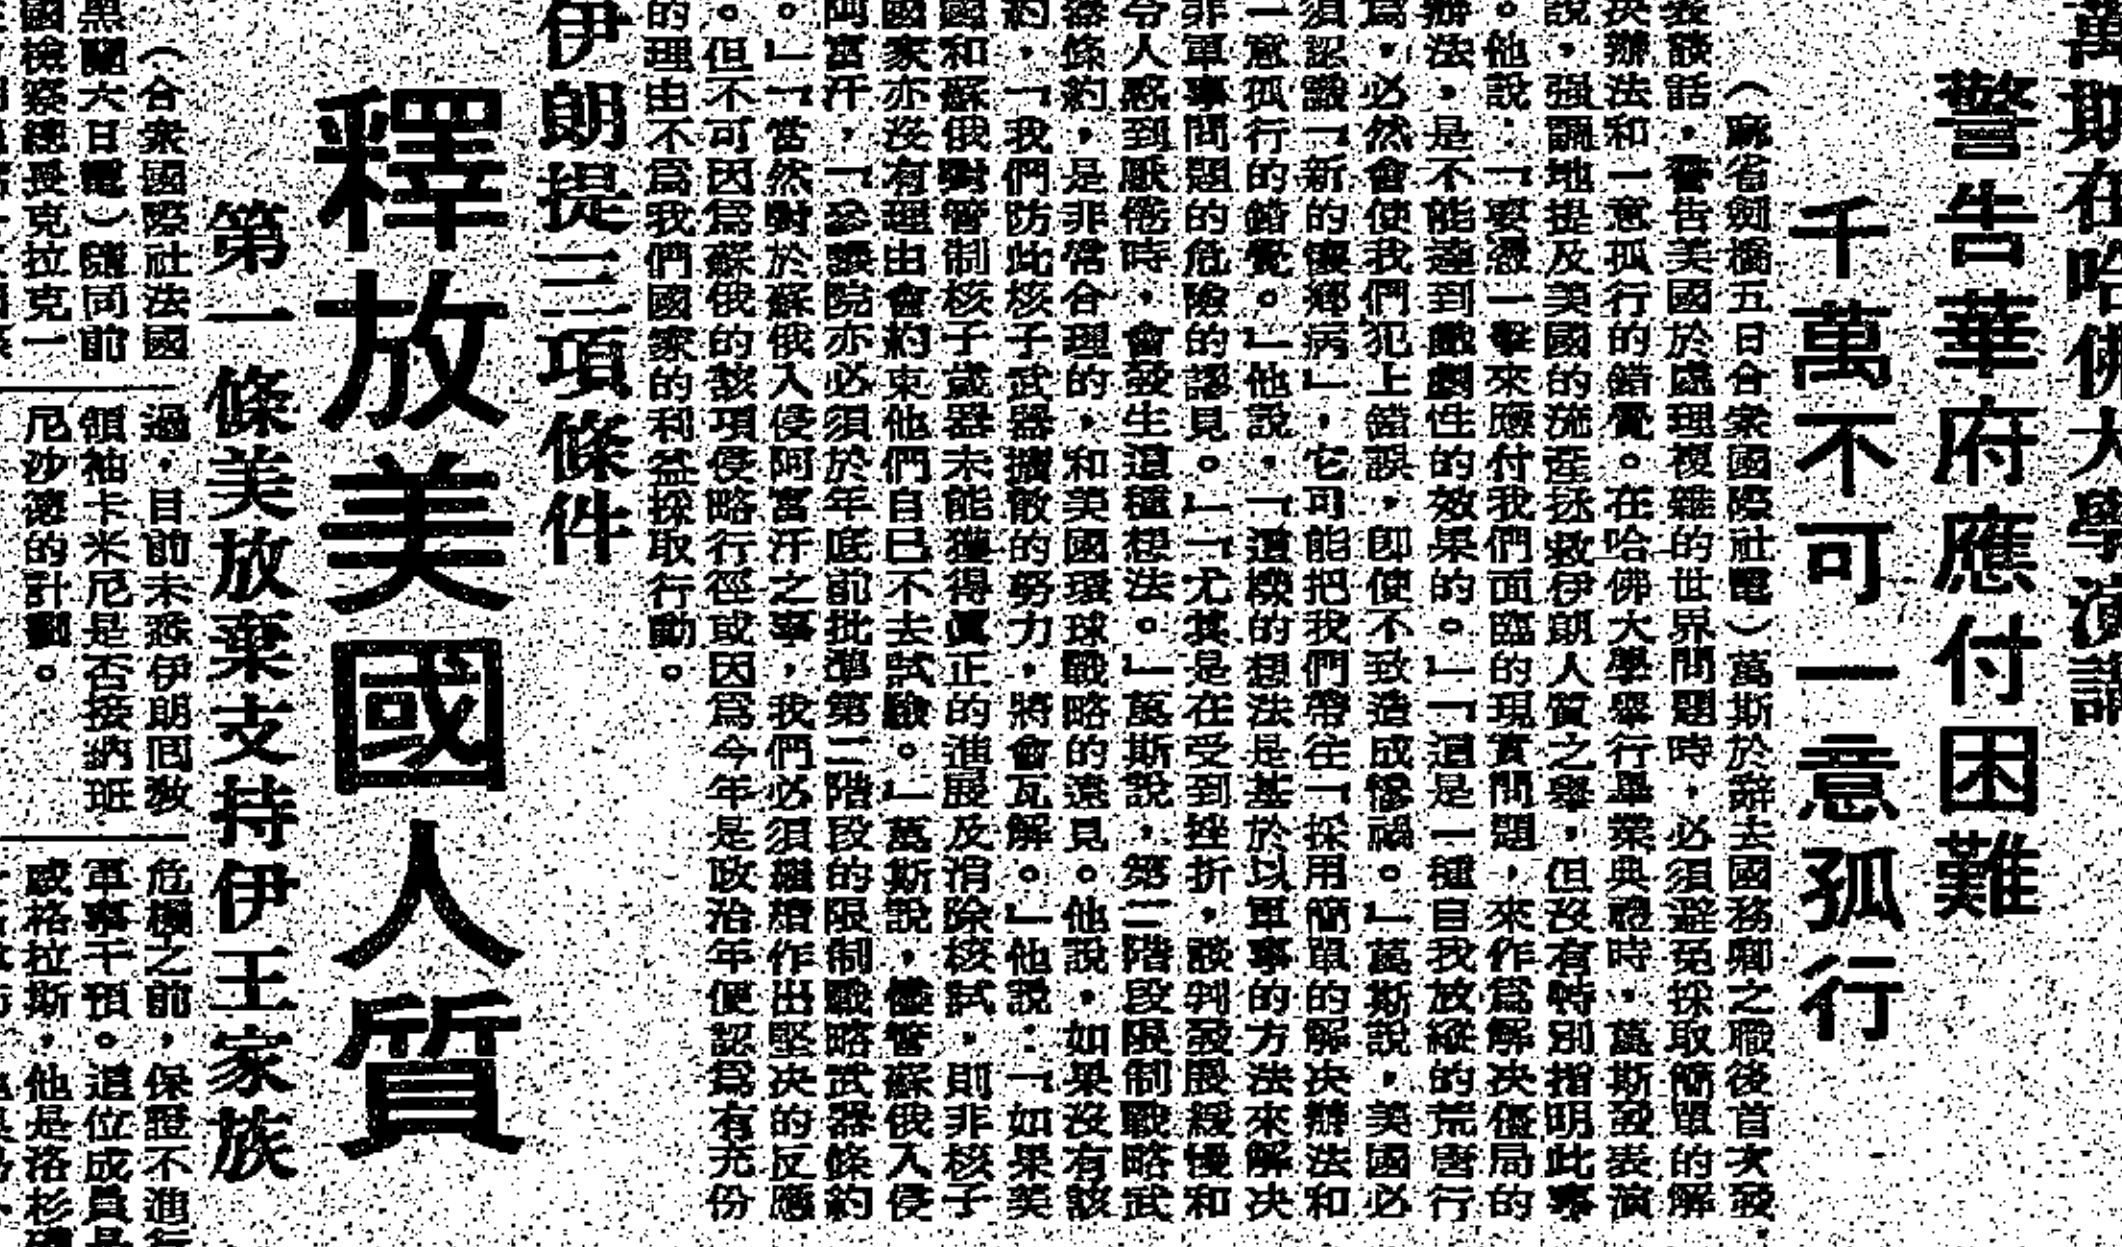 萬斯在哈佛大學演講
警告華府應付困難
千萬不可一意孤行
（麻省劍橋五日合衆國際社電）萬斯於辭去國務卿之職後首次發
表談話，警告美國於處理複雜的世界問題時，必須避免採取簡單的解
決辦法和一意孤行的錯覺。在哈佛大學舉行畢業典禮時，萬斯發表演
說，强調地提及美國的流產拯救伊朗人質之舉，但沒有特別指明此事
。他說：「要憑一擊來應付我們面臨的現實問題，來作爲解決僵局的
辦法，是不能達到戲劇性的效果的。」「這是一種自我放縱的荒唐行
爲，必然會使我們犯上錯誤，卽使不致造成慘禍。」萬斯說，美國必
須認識「新的懷鄉病」，它可能把我們帶往「採用簡單的解決辦法和
一意孤行的錯覺。」他說，「這樣的想法是基於以軍事的方法來解決
非軍事問題的危險的認見。」「尤其是在受到挫折，談判發展緩慢和
令人感到厭倦時，會發生這種想法。」萬斯說，第二階段限制戰略武
器條約，是非常合理的，和美國環球戰略的遠見。他說，如果沒有該
約，「我們防此核子武器擴散的努力，將會瓦解。」他說：「如果美
國和蘇俄對管制核子武器未能獲得眞正的進展及消除核試，則非核子
國家亦沒有理由會約束他們自己不去試驗。」萬斯說，儘管蘇俄入侵
阿富汗，「參議院亦必須於年底前批準第二階段的限制戰略武器條約
。」「當然對於蘇俄入侵阿富汗之事，我們必須繼續作出堅決的反應
。但不可因爲蘇俄的該項侵略行徑或因爲今年是政治年便認爲有充份
的理由不爲我們國家的利益採取行動。
伊朗提三項條件
釋放美國人質
第一條美放棄支持伊王家族
（合衆國際社法國
黑蘭六日電）隨同前
國檢察總長克拉克一
過，目前未悉伊朗囘敎
領袖卡米尼是否接納班
尼沙德的計劃。
危機之前，保證不進行
軍事干預。這位成員是
威格拉斯，他是洛杉磯